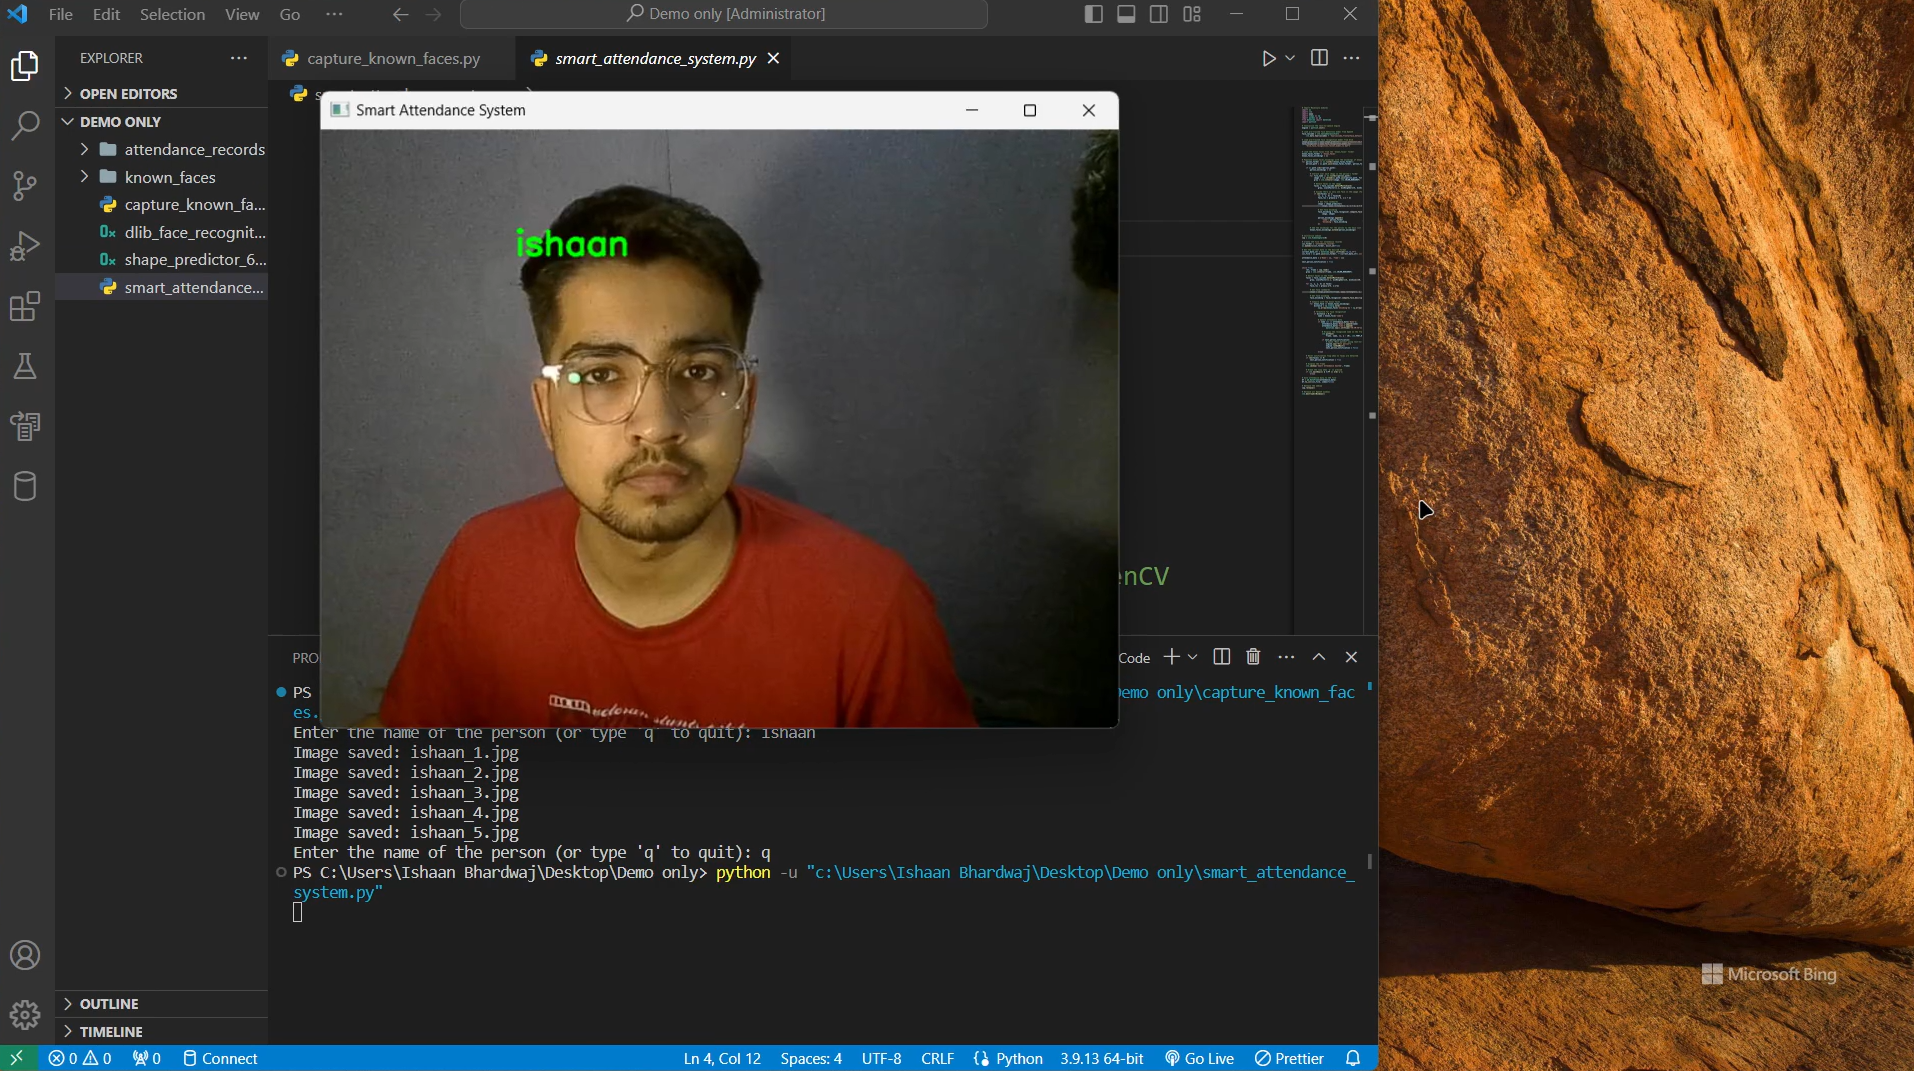 File Edit Selection View Go ···
Demo only [Administrator]
EXPLORER ···
capture_known_faces.py
smart_attendance_system.py
OPEN EDITORS
DEMO ONLY
attendance_records
known_faces
capture_known_fa...
dlib_face_recognit...
shape_predictor_6...
smart_attendance...
Smart Attendance System
ishaan
enCV
Code
PS
Demo only\capture_known_fac
es.
Enter the name of the person (or type 'q' to quit): ishaan
Image saved: ishaan_1.jpg
Image saved: ishaan_2.jpg
Image saved: ishaan_3.jpg
Image saved: ishaan_4.jpg
Image saved: ishaan_5.jpg
Enter the name of the person (or type 'q' to quit): q
PS C:\Users\Ishaan Bhardwaj\Desktop\Demo only> python -u "c:\Users\Ishaan Bhardwaj\Desktop\Demo only\smart_attendance_
system.py"
Microsoft Bing
OUTLINE
TIMELINE
0 0 0 Connect
Ln 4, Col 12 Spaces: 4 UTF-8 CRLF Python 3.9.13 64-bit Go Live Prettier